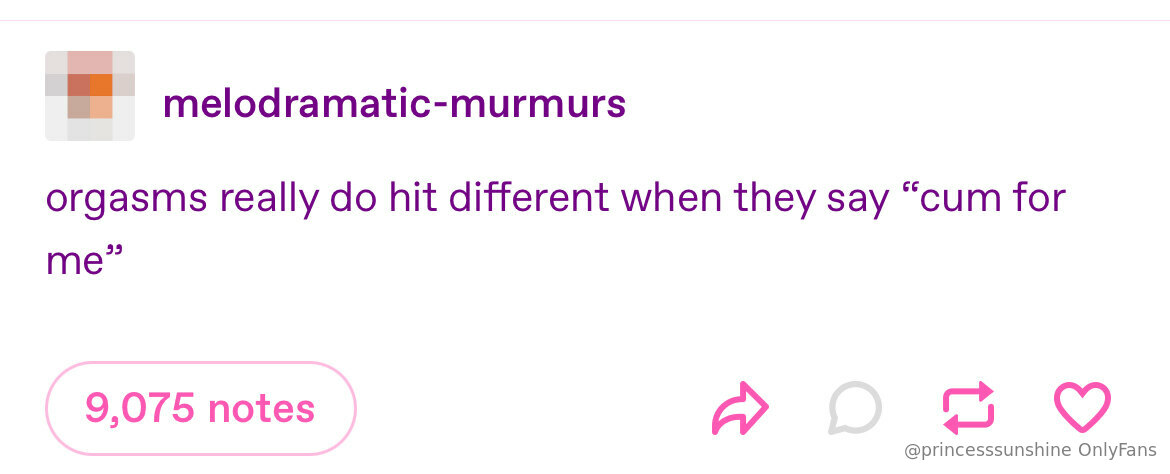 melodramatic-murmurs
orgasms really do hit different when they say “cum for
me”
9,075 notes
@princesssunshine OnlyFans